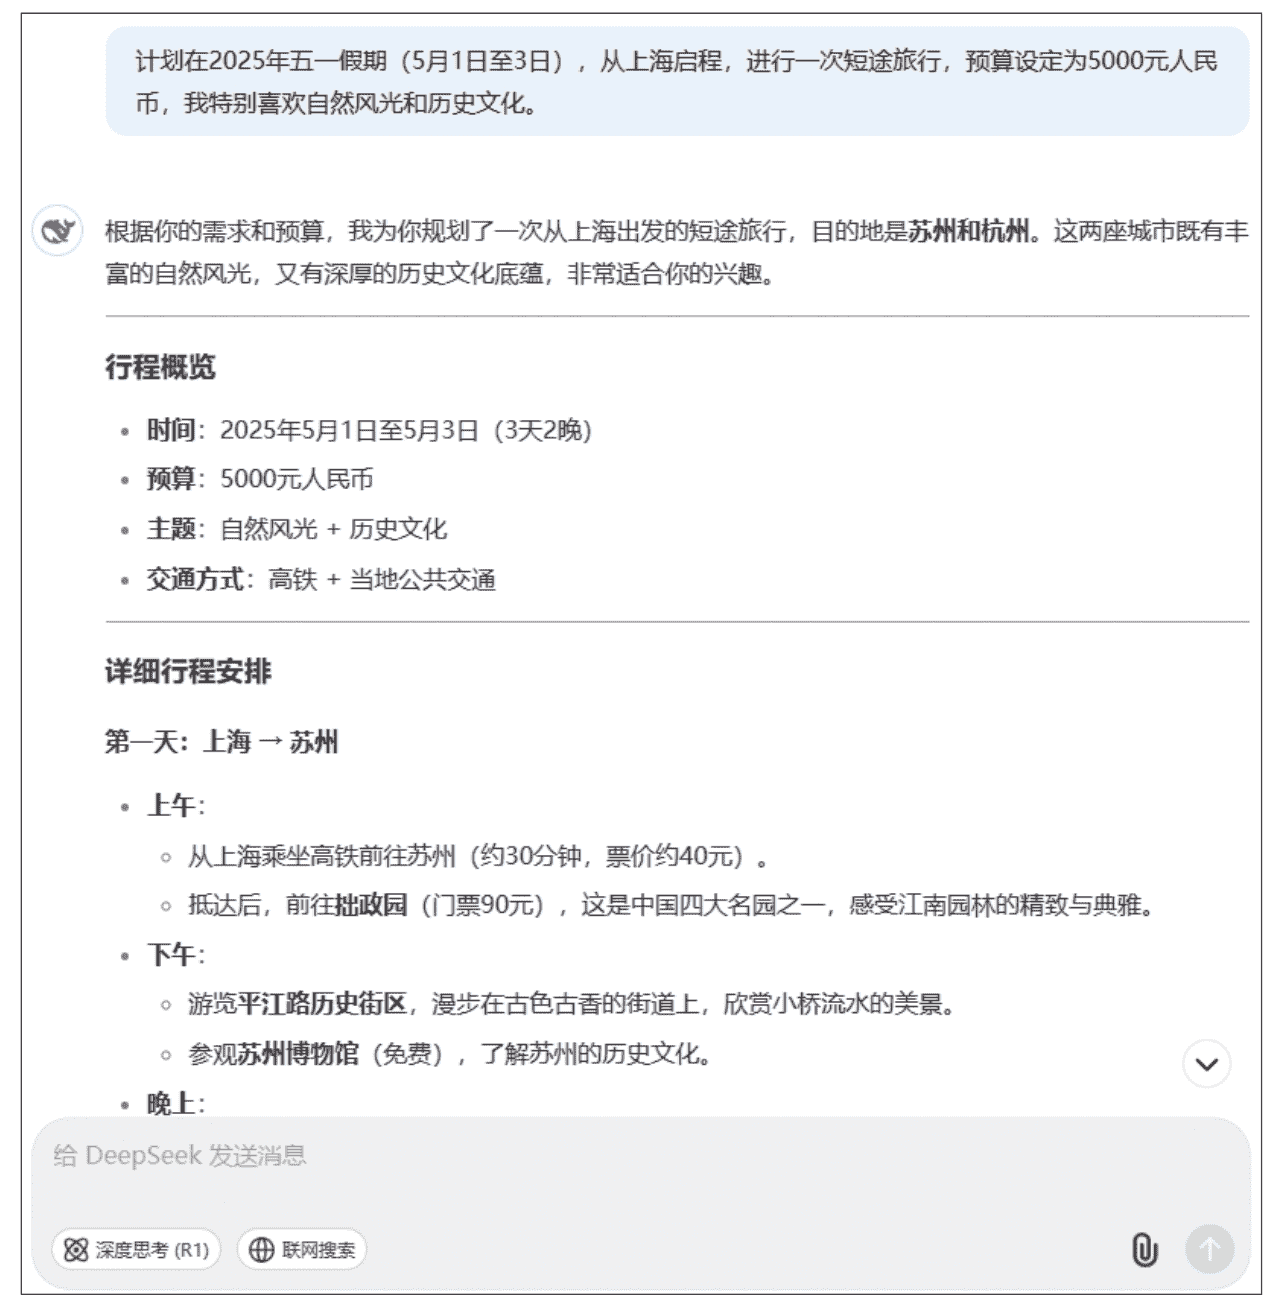 计划在2025年五一假期（5月1日至3日），从上海启程，进行一次短途旅行，预算设定为5000元人民
币，我特别喜欢自然风光和历史文化。
根据你的需求和预算，我为你规划了一次从上海出发的短途旅行，目的地是苏州和杭州。这两座城市既有丰
富的自然风光，又有深厚的历史文化底蕴，非常适合你的兴趣。
行程概览
• 时间：2025年5月1日至5月3日（3天2晚）
• 预算：5000元人民币
• 主题：自然风光 + 历史文化
• 交通方式：高铁 + 当地公共交通
详细行程安排
第一天：上海 → 苏州
• 上午：
◦ 从上海乘坐高铁前往苏州（约30分钟，票价约40元）。
◦ 抵达后，前往拙政园（门票90元），这是中国四大名园之一，感受江南园林的精致与典雅。
• 下午：
◦ 游览平江路历史街区，漫步在古色古香的街道上，欣赏小桥流水的美景。
◦ 参观苏州博物馆（免费），了解苏州的历史文化。
• 晚上：
给 DeepSeek 发送消息
深度思考 (R1) 联网搜索